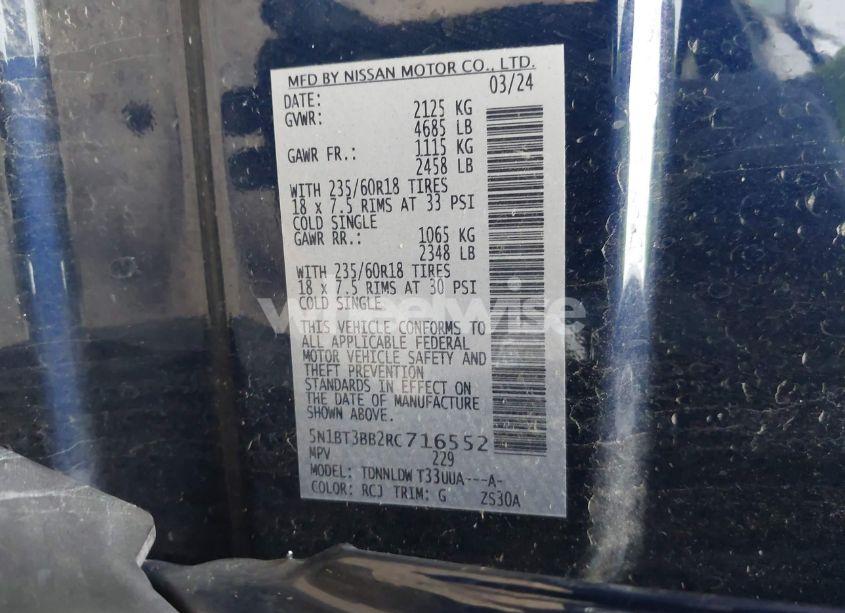 MFD BY NISSAN MOTOR CO., LTD.
DATE: 03/24
GVWR: 2125 KG
4685 LB
GAWR FR.: 1115 KG
2458 LB
WITH 235/60R18 TIRES
18 x 7.5 RIMS AT 33 PSI
COLD SINGLE
GAWR RR.: 1065 KG
2348 LB
WITH 235/60R18 TIRES
18 x 7.5 RIMS AT 30 PSI
COLD SINGLE
wheelwise
THIS VEHICLE CONFORMS TO
ALL APPLICABLE FEDERAL
MOTOR VEHICLE SAFETY AND
THEFT PREVENTION
STANDARDS IN EFFECT ON
THE DATE OF MANUFACTURE
SHOWN ABOVE.
5N1BT3BB2RC716552
MPV 229
MODEL: TDNNLDW T33UUA---A-
COLOR: RCJ TRIM: G ZS30A